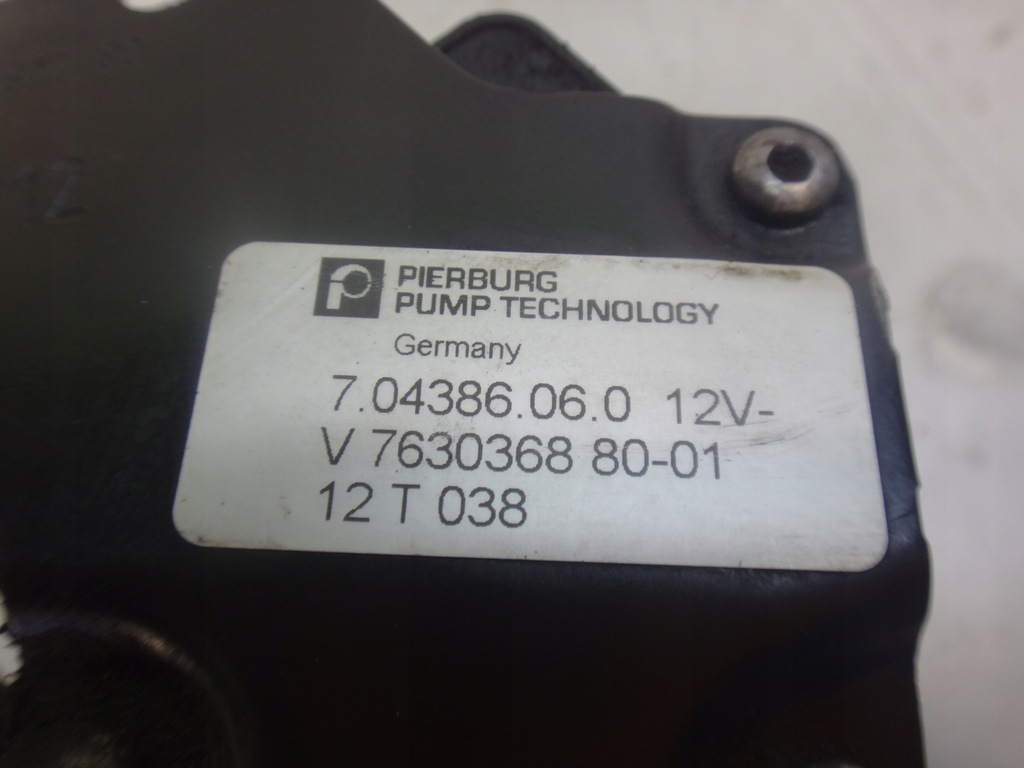 PIERBURG
PUMP TECHNOLOGY
Germany
7.04386.06.0 12V-
V 7630368 80-01
12 T 038